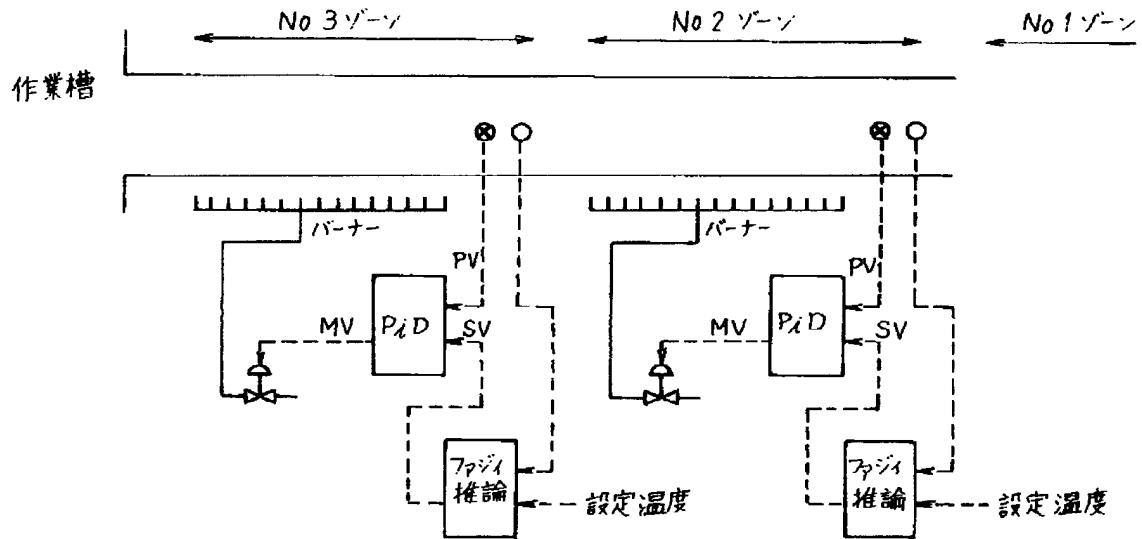 No 3 ゾーン
No 2 ゾーン
No 1 ゾーン
作業槽
バーナー
バーナー
PV
PV
PiD
PiD
MV
SV
MV
SV
ファジィ
推論
ファジィ
推論
設定温度
設定温度